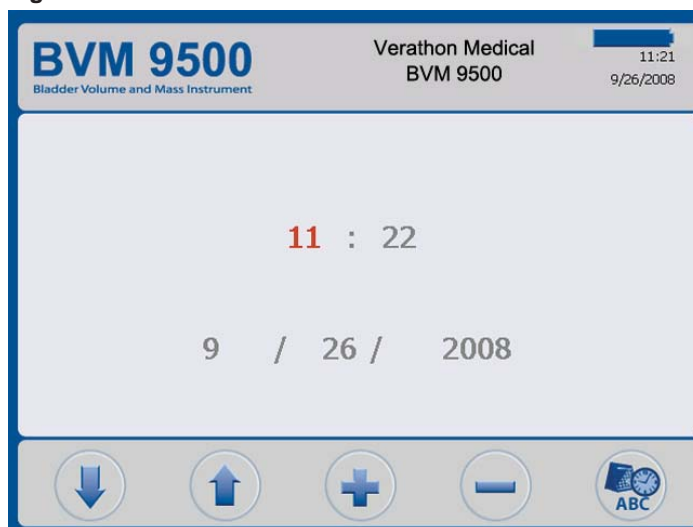 BVM 9500
Bladder Volume and Mass Instrument
Verathon Medical
BVM 9500
11:21
9/26/2008
11 : 22
9 / 26 / 2008
ABC